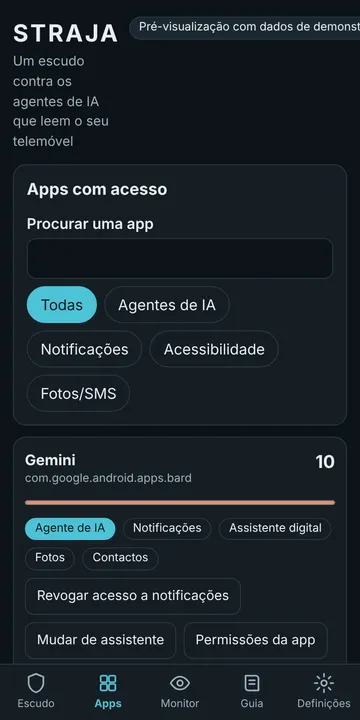 STRAJA
Pré-visualização com dados de demonst
Um escudo
contra os
agentes de IA
que leem o seu
telemóvel
Apps com acesso
Procurar uma app
Todas
Agentes de IA
Notificações
Acessibilidade
Fotos/SMS
Gemini
10
com.google.android.apps.bard
Agente de IA
Notificações
Assistente digital
Fotos
Contactos
Revogar acesso a notificações
Mudar de assistente
Permissões da app
Escudo
Apps
Monitor
Guia
Definições